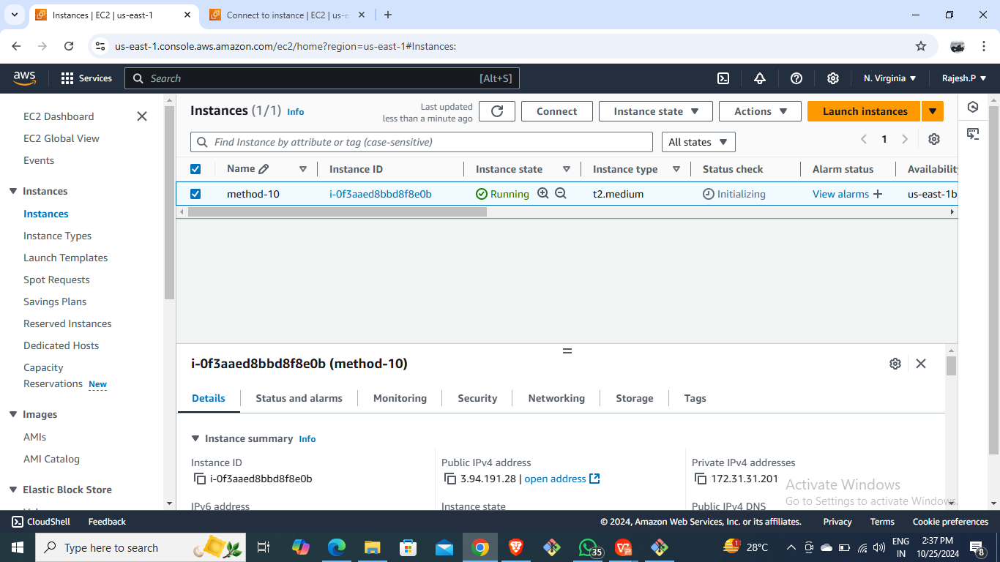 Instances | EC2 | us-east-1
Connect to instance | EC2 | us-e
us-east-1.console.aws.amazon.com/ec2/home?region=us-east-1#Instances:
aws
Services
Search
[Alt+S]
N. Virginia
Rajesh.P
EC2 Dashboard
EC2 Global View
Events
Instances
Instances
Instance Types
Launch Templates
Spot Requests
Savings Plans
Reserved Instances
Dedicated Hosts
Capacity
Reservations New
Images
AMIs
AMI Catalog
Elastic Block Store
Instances (1/1) Info
Last updated
less than a minute ago
Connect
Instance state
Actions
Launch instances
Find Instance by attribute or tag (case-sensitive)
All states
1
Name Instance ID Instance state Instance type Status check Alarm status Availability
method-10 i-0f3aaed8bbd8f8e0b Running t2.medium Initializing View alarms + us-east-1b
i-0f3aaed8bbd8f8e0b (method-10)
Details Status and alarms Monitoring Security Networking Storage Tags
Instance summary Info
Instance ID
i-0f3aaed8bbd8f8e0b
Public IPv4 address
3.94.191.28 | open address
Private IPv4 addresses
172.31.31.201
IPv6 address
Instance state
Public IPv4 DNS
Activate Windows
Go to Settings to activate Windows.
CloudShell
Feedback
© 2024, Amazon Web Services, Inc. or its affiliates.
Privacy
Terms
Cookie preferences
Type here to search
35
28°C
ENG
IN
2:37 PM
10/25/2024
8